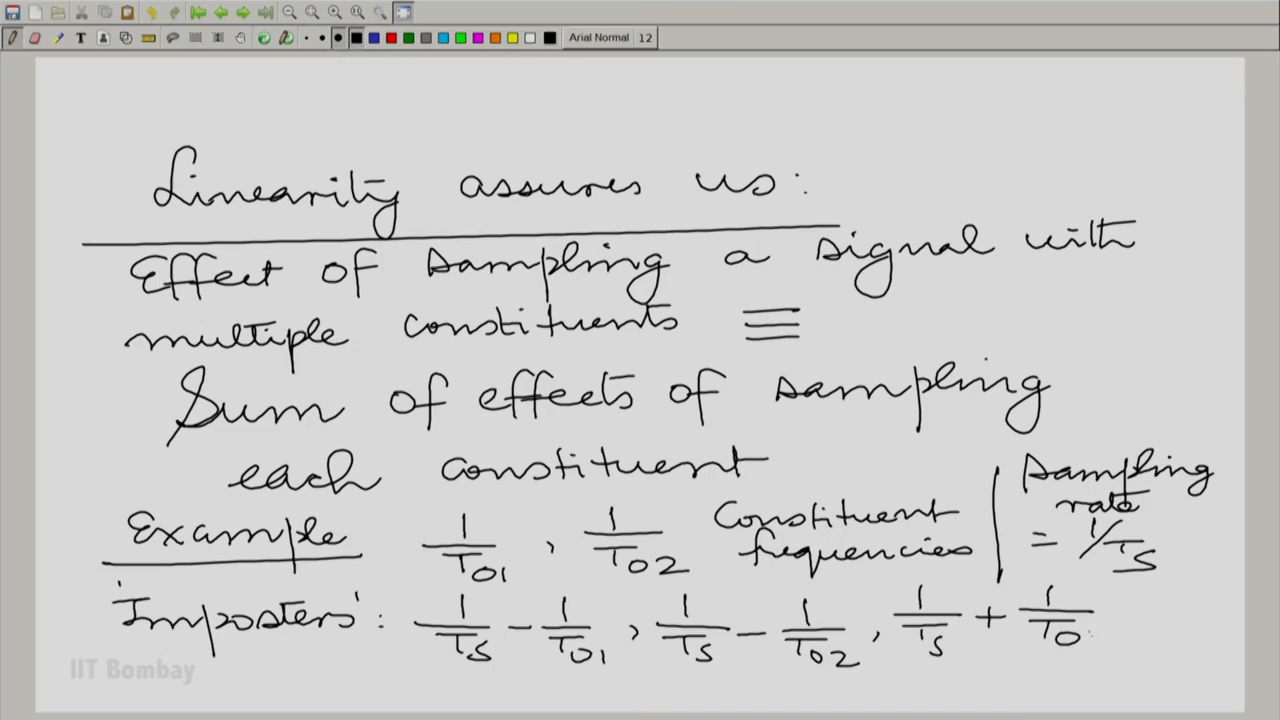 Arial Normal 12
Linearity assures us:
Effect of sampling a signal with
multiple constituents ≡
Sum of effects of sampling
each constituent
Example 1/T01 , 1/T02 Constituent frequencies | Sampling rate = 1/Ts
'Imposters': 1/Ts - 1/T01 , 1/Ts - 1/T02 , 1/Ts + 1/T0
IIT Bombay